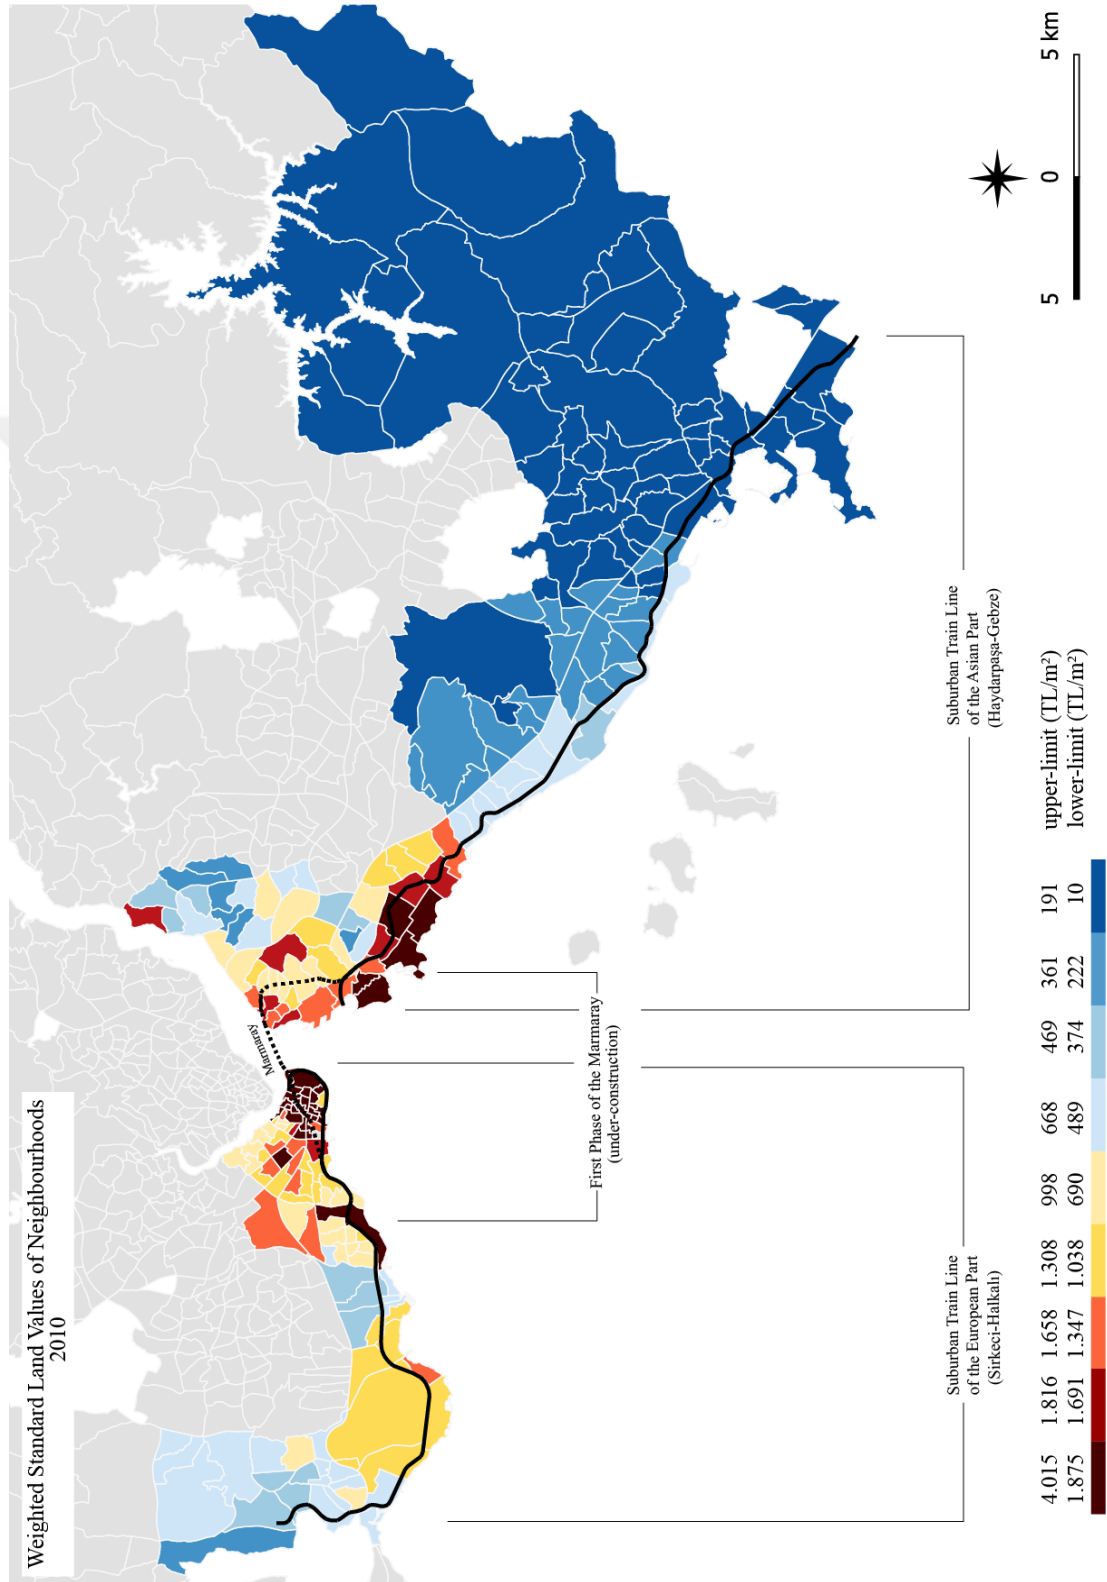 Weighted Standard Land Values of Neighbourhoods
2010
Marmaray
First Phase of the Marmaray
(under-construction)
Suburban Train Line
of the European Part
(Sirkeci-Halkalı)
Suburban Train Line
of the Asian Part
(Haydarpaşa-Gebze)
4.015 1.816 1.658 1.308 998 668 469 361 191 upper-limit (TL/m²)
1.875 1.691 1.347 1.038 690 489 374 222 10 lower-limit (TL/m²)
5 0 5 km